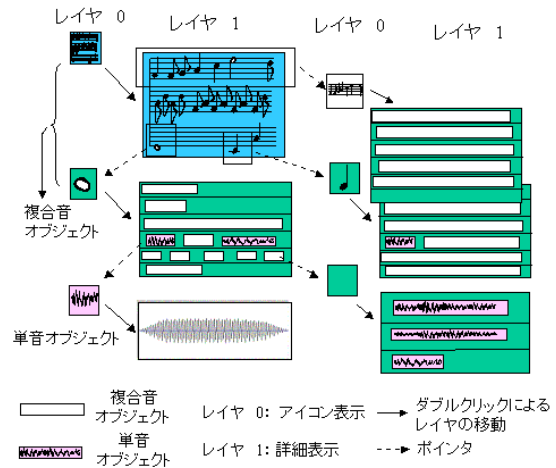 レイヤ 0
レイヤ 1
レイヤ 0
レイヤ 1
複合音
オブジェクト
単音オブジェクト
複合音
オブジェクト
レイヤ 0: アイコン表示
ダブルクリックによる
レイヤの移動
単音
オブジェクト
レイヤ 1: 詳細表示
ポインタ